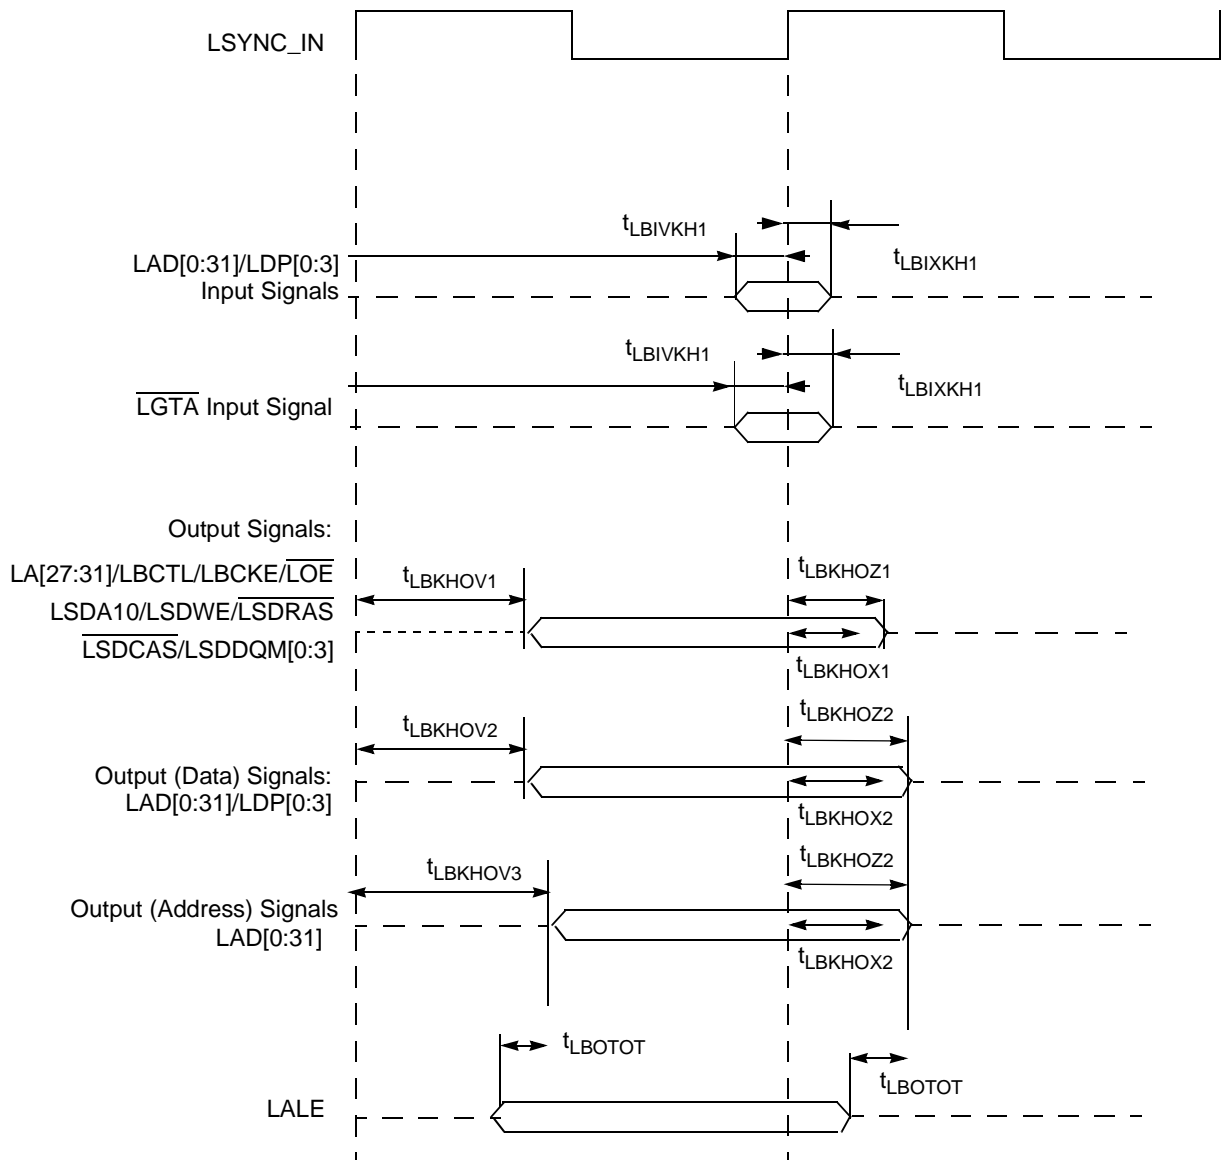 LSYNC_IN
tLBIVKH1
tLBIXKH1
LAD[0:31]/LDP[0:3]
Input Signals
tLBIVKH1
tLBIXKH1
LGTA Input Signal
Output Signals:
LA[27:31]/LBCTL/LBCKE/LOE
LSDA10/LSDWE/LSDRAS
LSDCAS/LSDDQM[0:3]
tLBKHOV1
tLBKHOZ1
tLBKHOX1
tLBKHOV2
tLBKHOZ2
Output (Data) Signals:
LAD[0:31]/LDP[0:3]
tLBKHOX2
tLBKHOV3
tLBKHOZ2
Output (Address) Signals
LAD[0:31]
tLBKHOX2
tLBOTOT
tLBOTOT
LALE